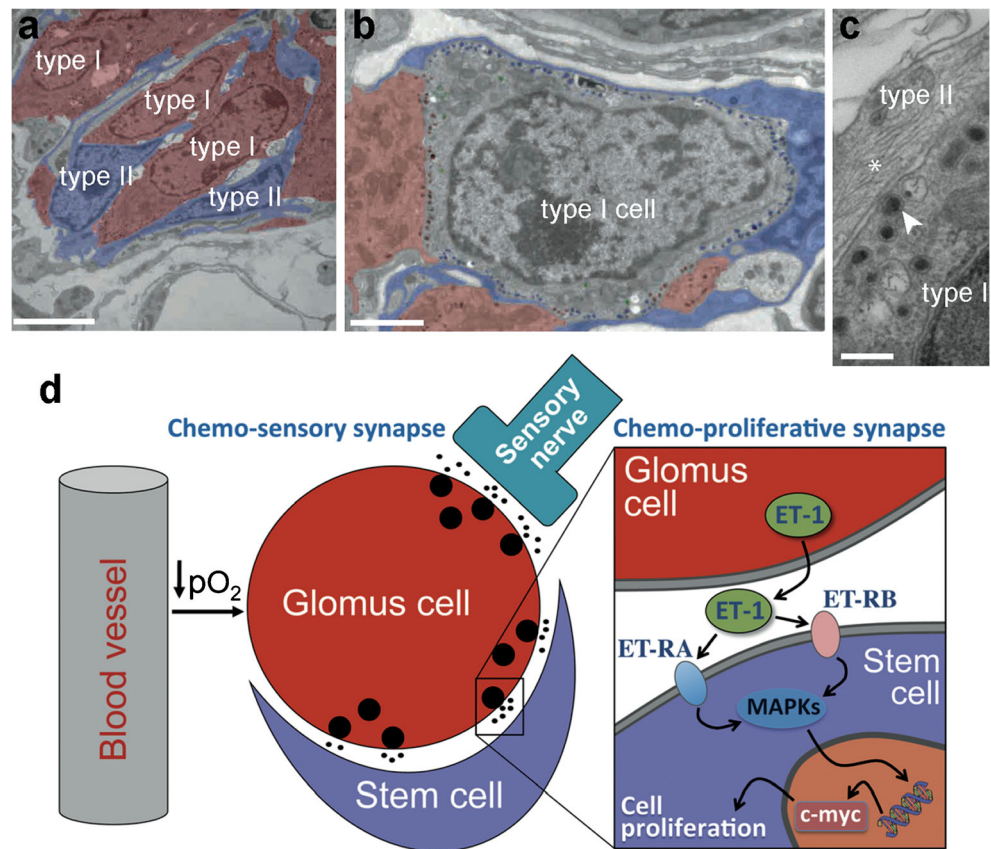 a
type I
type I
type I
type II
type II
b
type I cell
c
type II
*
type I
d
Chemo-sensory synapse
Sensory
nerve
Chemo-proliferative synapse
Blood vessel
↓pO₂
Glomus cell
Stem cell
Glomus
cell
ET-1
ET-1
ET-RB
ET-RA
Stem
cell
MAPKs
c-myc
Cell
proliferation